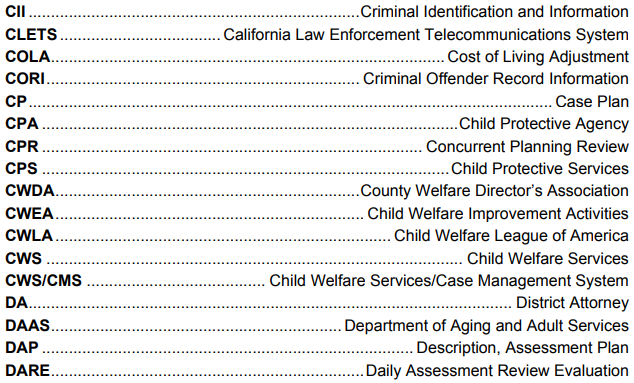 CII ........................................................................Criminal Identification and Information
CLETS .................................... California Law Enforcement Telecommunications System
COLA......................................................................................... Cost of Living Adjustment
CORI....................................................................... Criminal Offender Record Information
CP ..................................................................................................................... Case Plan
CPA ...............................................................................................Child Protective Agency
CPR ...................................................................................... Concurrent Planning Review
CPS ............................................................................................Child Protective Services
CWDA....................................................................County Welfare Director's Association
CWEA ..................................................................... Child Welfare Improvement Activities
CWLA ........................................................................... Child Welfare League of America
CWS ................................................................................................ Child Welfare Services
CWS/CMS ........................................ Child Welfare Services/Case Management System
DA............................................................................................................ District Attorney
DAAS.................................................................. Department of Aging and Adult Services
DAP .................................................................................... Description, Assessment Plan
DARE.......................................................................Daily Assessment Review Evaluation